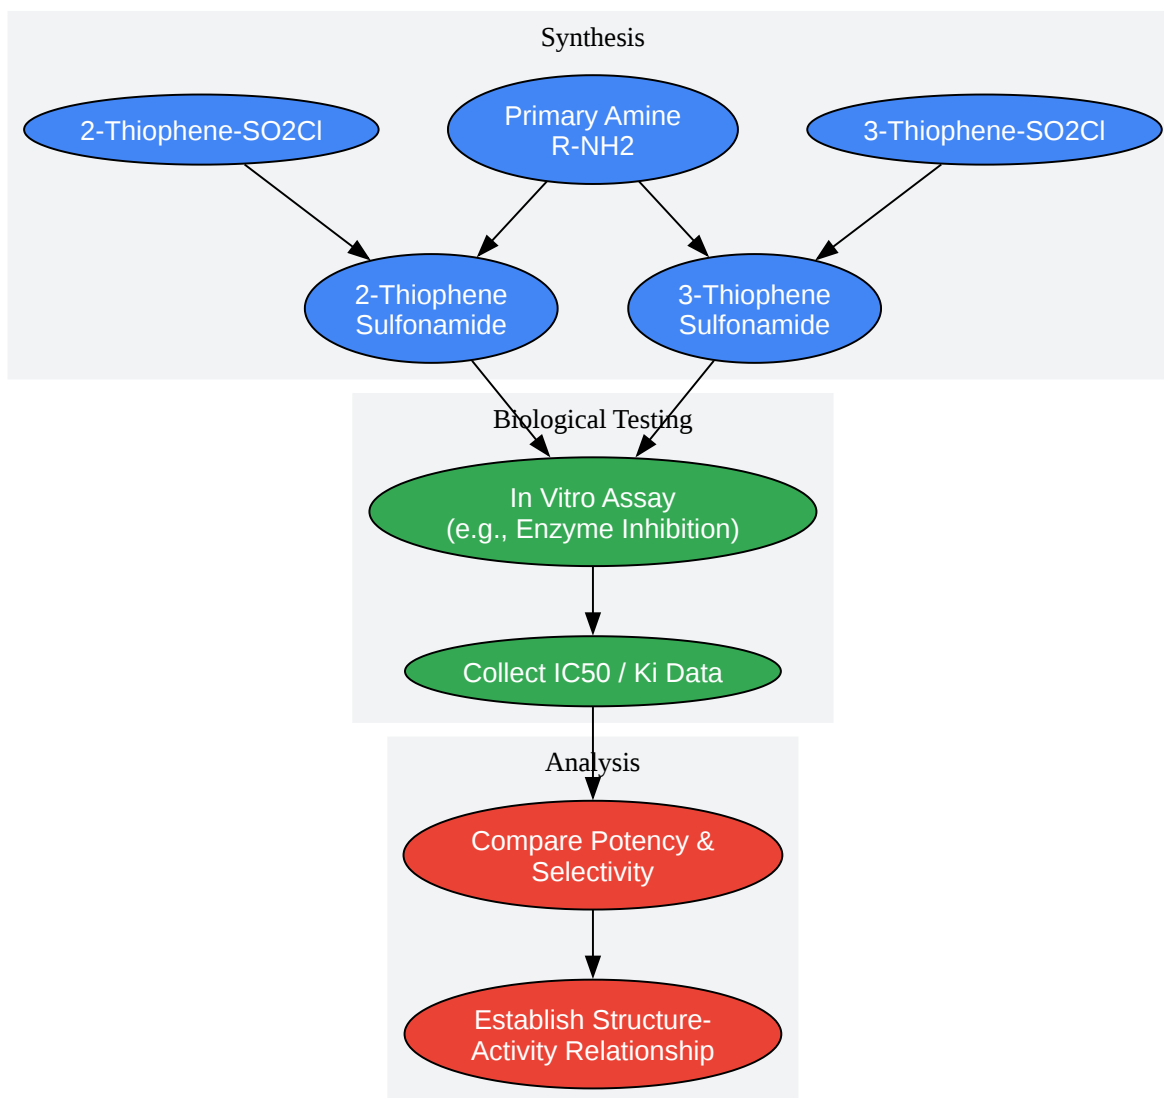 Synthesis
2-Thiophene-SO2Cl
Primary Amine
R-NH2
3-Thiophene-SO2Cl
2-Thiophene
Sulfonamide
3-Thiophene
Sulfonamide
Biological Testing
In Vitro Assay
(e.g., Enzyme Inhibition)
Collect IC50 / Ki Data
Analysis
Compare Potency &
Selectivity
Establish Structure-
Activity Relationship